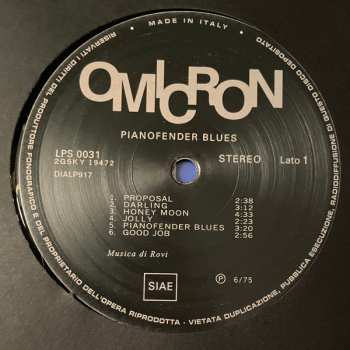 MADE IN ITALY
RISERVATI I DIRITTI DEL PRODUTTORE FONOGRAFICO E DEL PROPRIETARIO DELL'OPERA RIPRODOTTA - VIETATA DUPLICAZIONE, PUBBLICA ESECUZIONE, RADIODIFFUSIONE DI QUESTO DISCO DEPOSITATO
OMICRON
PIANOFENDER BLUES
LPS 0031
2GSKY 19472
STEREO
Lato 1
DIALP917
1. PROPOSAL 2:38
2. DARLING 3:12
3. HONEY MOON 4:33
4. JOLLY 2:23
5. PIANOFENDER BLUES 3:20
6. GOOD JOB 2:56
Musica di Rovi
SIAE
Ⓟ 6/75